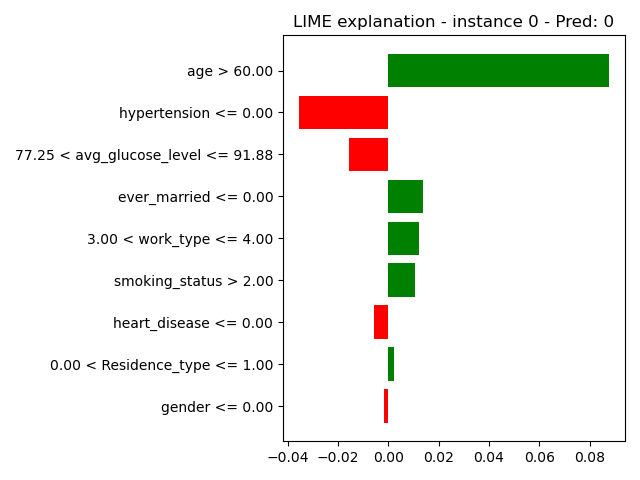 LIME explanation - instance 0 - Pred: 0
age > 60.00
hypertension <= 0.00
77.25 < avg_glucose_level <= 91.88
ever_married <= 0.00
3.00 < work_type <= 4.00
smoking_status > 2.00
heart_disease <= 0.00
0.00 < Residence_type <= 1.00
gender <= 0.00
−0.04 −0.02 0.00 0.02 0.04 0.06 0.08